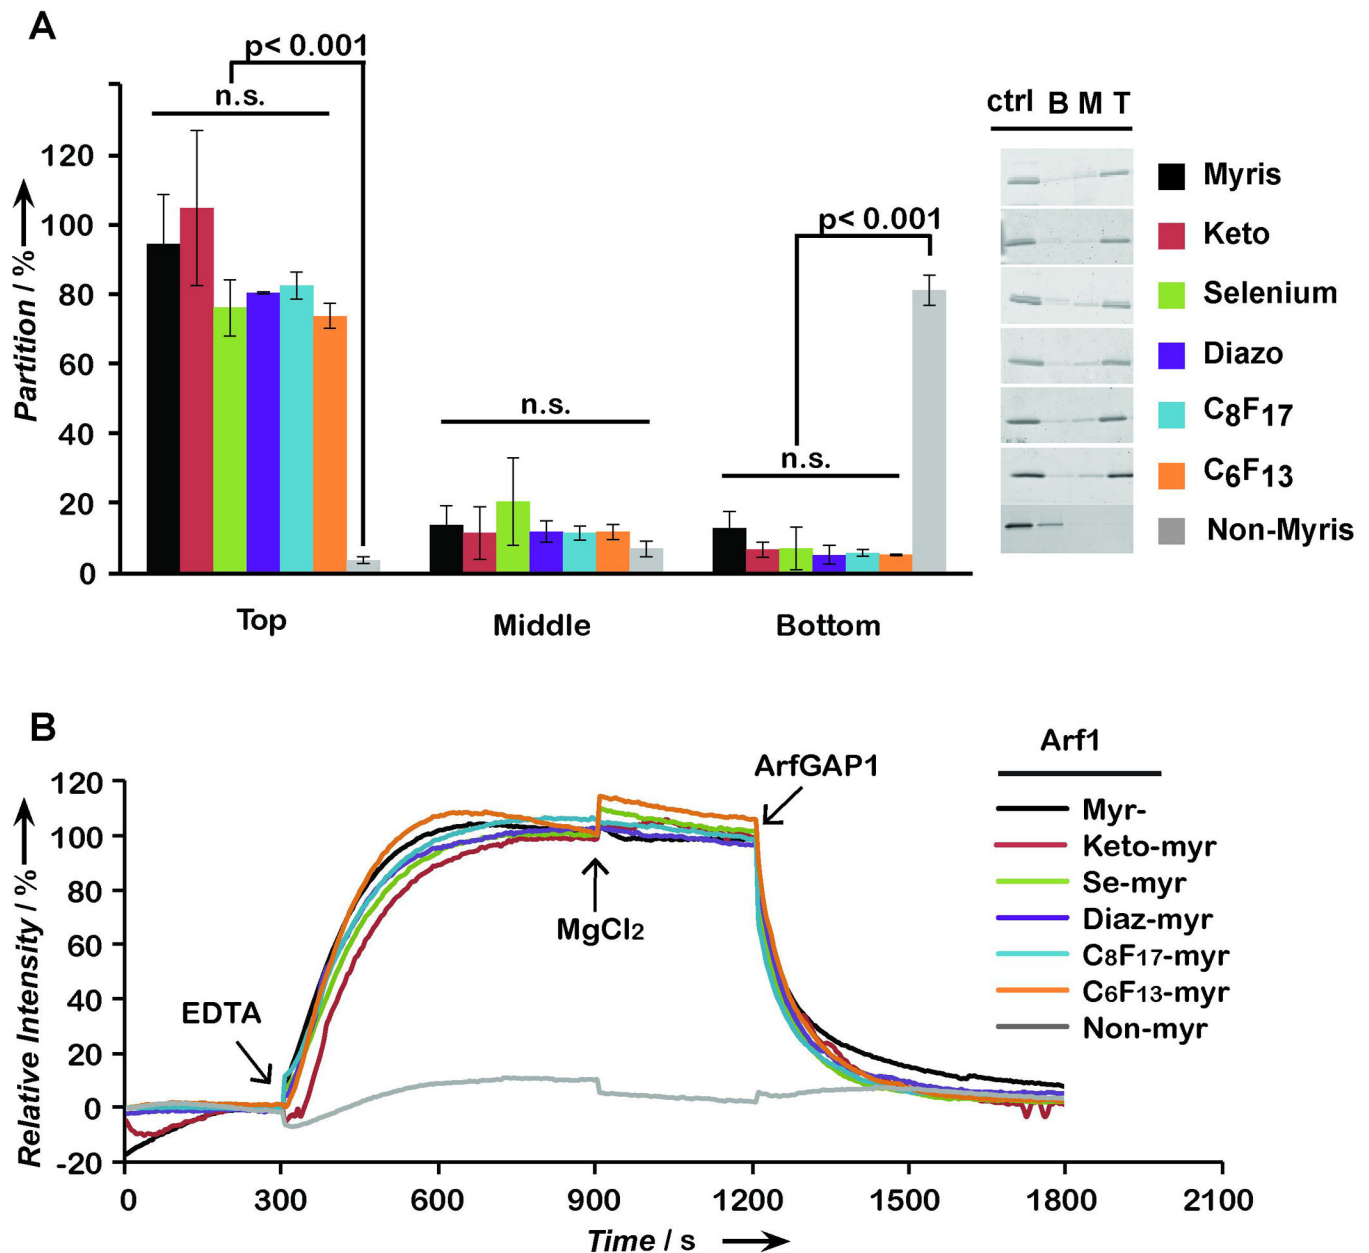 A
p< 0.001
n.s.
ctrl B M T
120
100
80
60
40
20
0
Partition / %
p< 0.001
n.s.
n.s.
Top
Middle
Bottom
Myris
Keto
Selenium
Diazo
C8F17
C6F13
Non-Myris
B
120
100
80
60
40
20
0
-20
Relative Intensity / %
EDTA
MgCl2
ArfGAP1
Arf1
Myr-
Keto-myr
Se-myr
Diaz-myr
C8F17-myr
C6F13-myr
Non-myr
0 300 600 900 1200 1500 1800 2100
Time / s